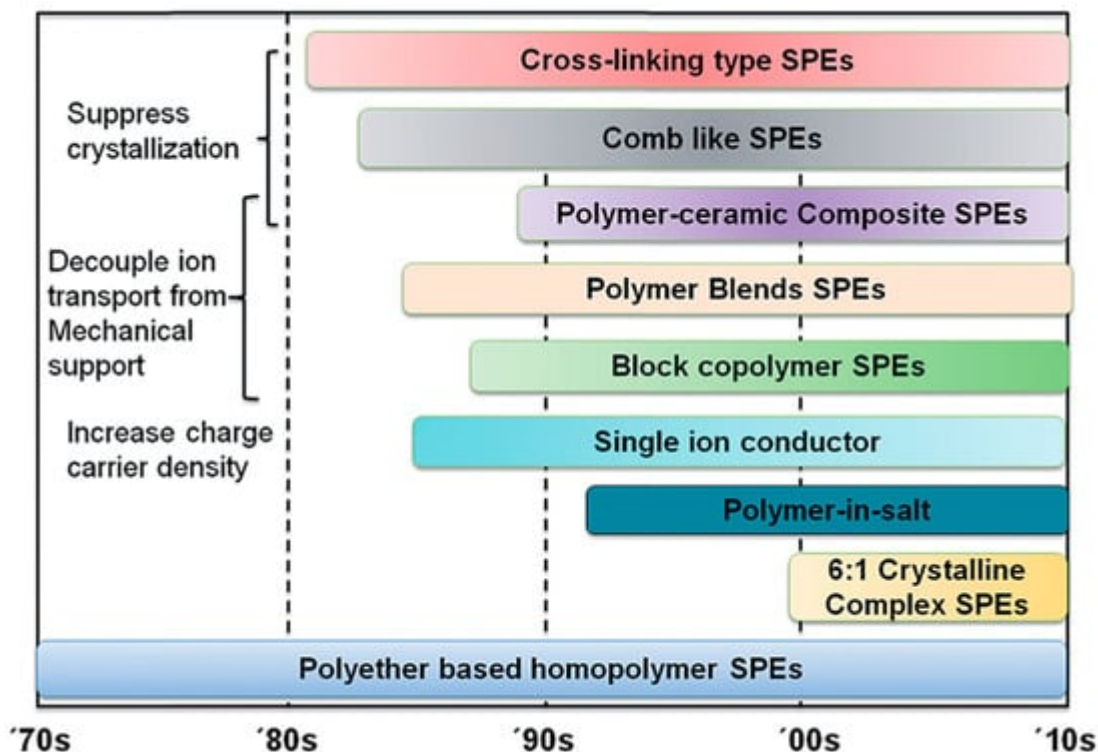 Cross-linking type SPEs
Suppress
crystallization
Comb like SPEs
Polymer-ceramic Composite SPEs
Decouple ion
transport from
Mechanical
support
Polymer Blends SPEs
Block copolymer SPEs
Increase charge
carrier density
Single ion conductor
Polymer-in-salt
6:1 Crystalline
Complex SPEs
Polyether based homopolymer SPEs
´70s ´80s ´90s ´00s ´10s